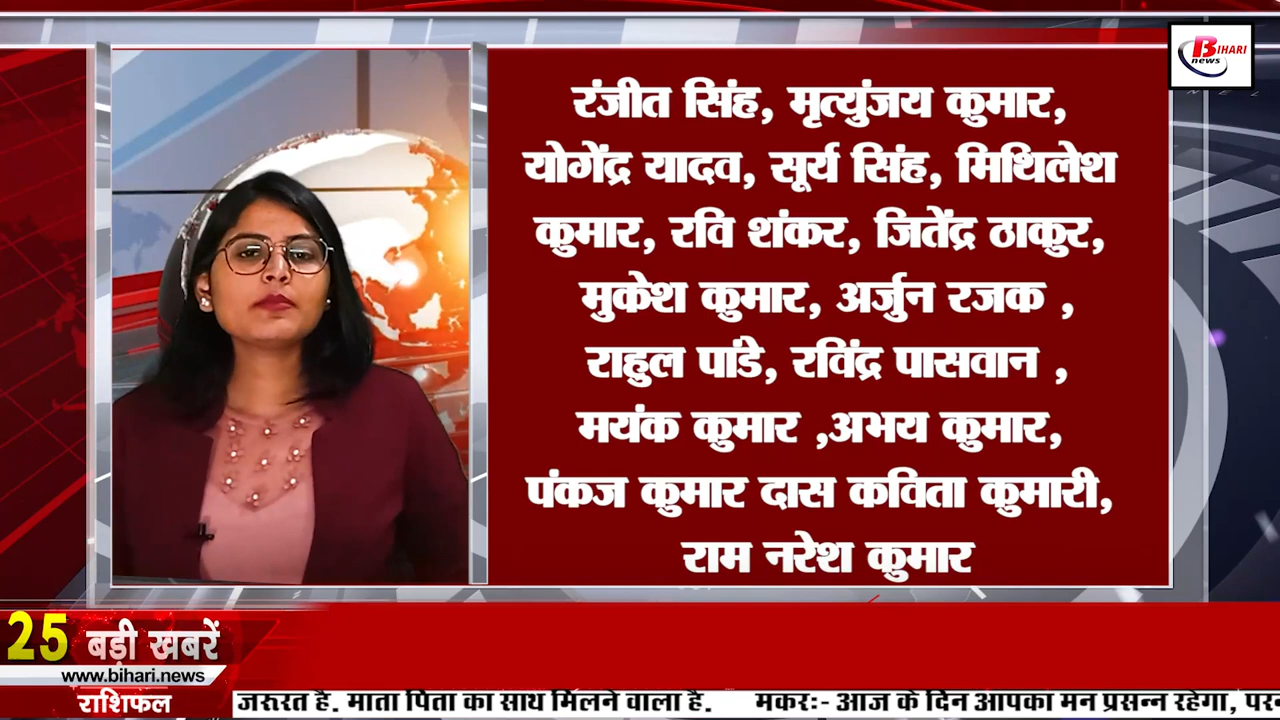 BIHARI
news
रंजीत सिंह, मृत्युंजय कुमार,
योगेंद्र यादव, सूर्य सिंह, मिथिलेश
कुमार, रवि शंकर, जितेंद्र ठाकुर,
मुकेश कुमार, अर्जुन रजक ,
राहुल पांडे, रविंद्र पासवान ,
मयंक कुमार ,अभय कुमार,
पंकज कुमार दास कविता कुमारी,
राम नरेश कुमार
25 बड़ी खबरें
www.bihari.news
राशिफल
जरूरत है. माता पिता का साथ मिलने वाला है. मकरः- आज के दिन आपका मन प्रसन्न रहेगा,